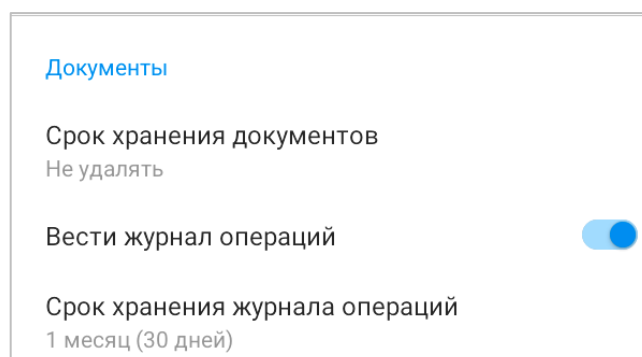 Документы
Срок хранения документов
Не удалять
Вести журнал операций
Срок хранения журнала операций
1 месяц (30 дней)